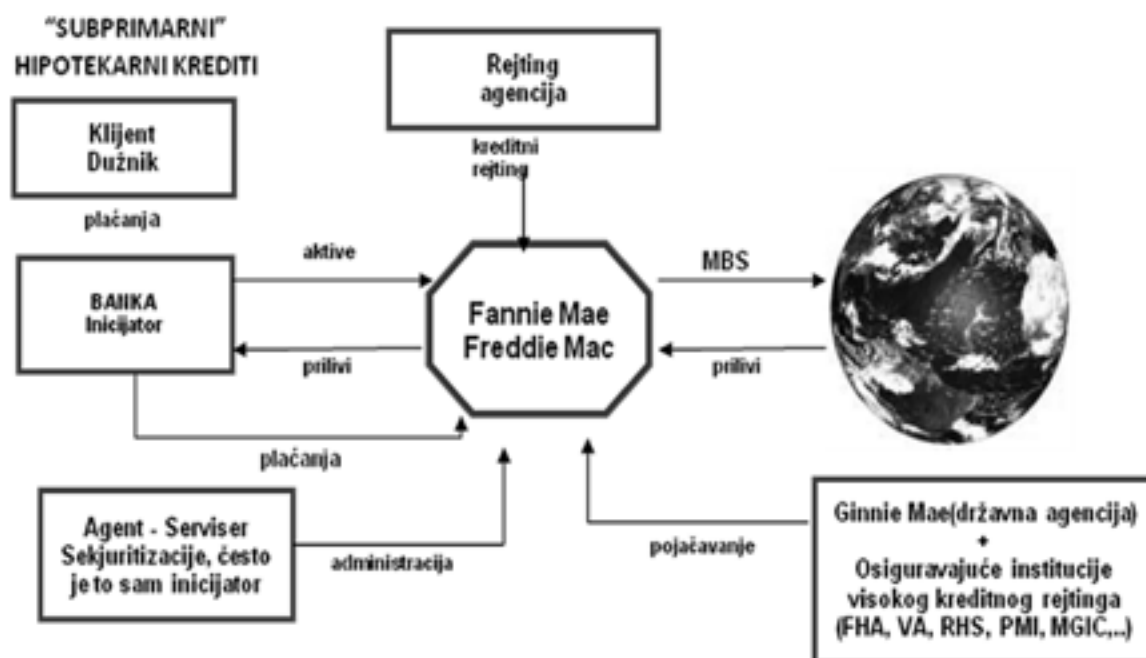 "SUBPRIMARNI"
HIPOTEKARNI KREDITI
Rejting
agencija
Klijent
Dužnik
kreditni
rejting
plaćanja
aktive
MBS
BANKA
Inicijator
Fannie Mae
Freddie Mac
prilivi
prilivi
plaćanja
Agent - Serviser
Sekjuritizacije, često
je to sam inicijator
administracija
pojačavanje
Ginnie Mae(državna agencija)
+
Osiguravajuće institucije
visokog kreditnog rejtinga
(FHA, VA, RHS, PMI, MGIC,..)